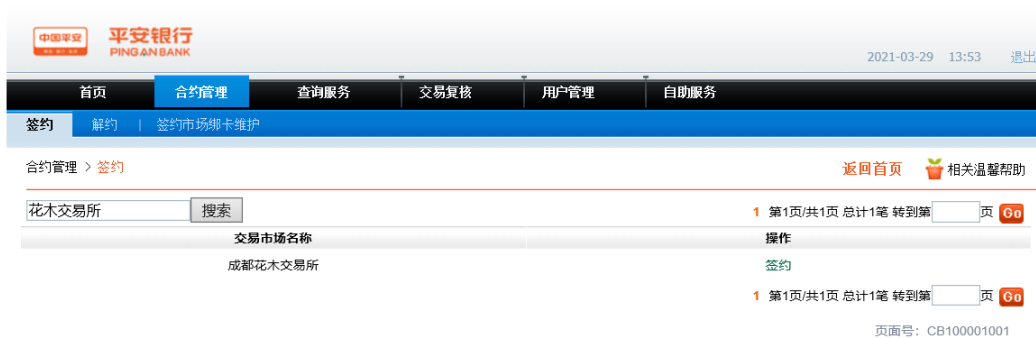 中国平安
平安银行
PING AN BANK
2021-03-29 13:53 退出
首页 合约管理 查询服务 交易复核 用户管理 自助服务
签约 解约 | 签约市场绑卡维护
合约管理 > 签约 返回首页 相关温馨帮助
花木交易所 搜索 1 第1页/共1页 总计1笔 转到第 页 Go
交易市场名称 操作
成都花木交易所 签约
1 第1页/共1页 总计1笔 转到第 页 Go
页面号: CB100001001